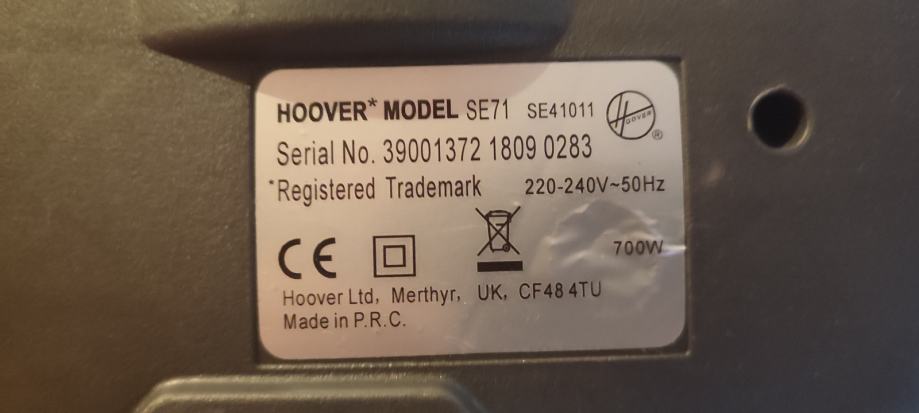 HOOVER* MODEL SE71 SE41011
HOOVER ®
Serial No. 39001372 1809 0283
*Registered Trademark 220-240V~50Hz
CE 700W
Hoover Ltd, Merthyr, UK, CF48 4TU
Made in P.R.C.